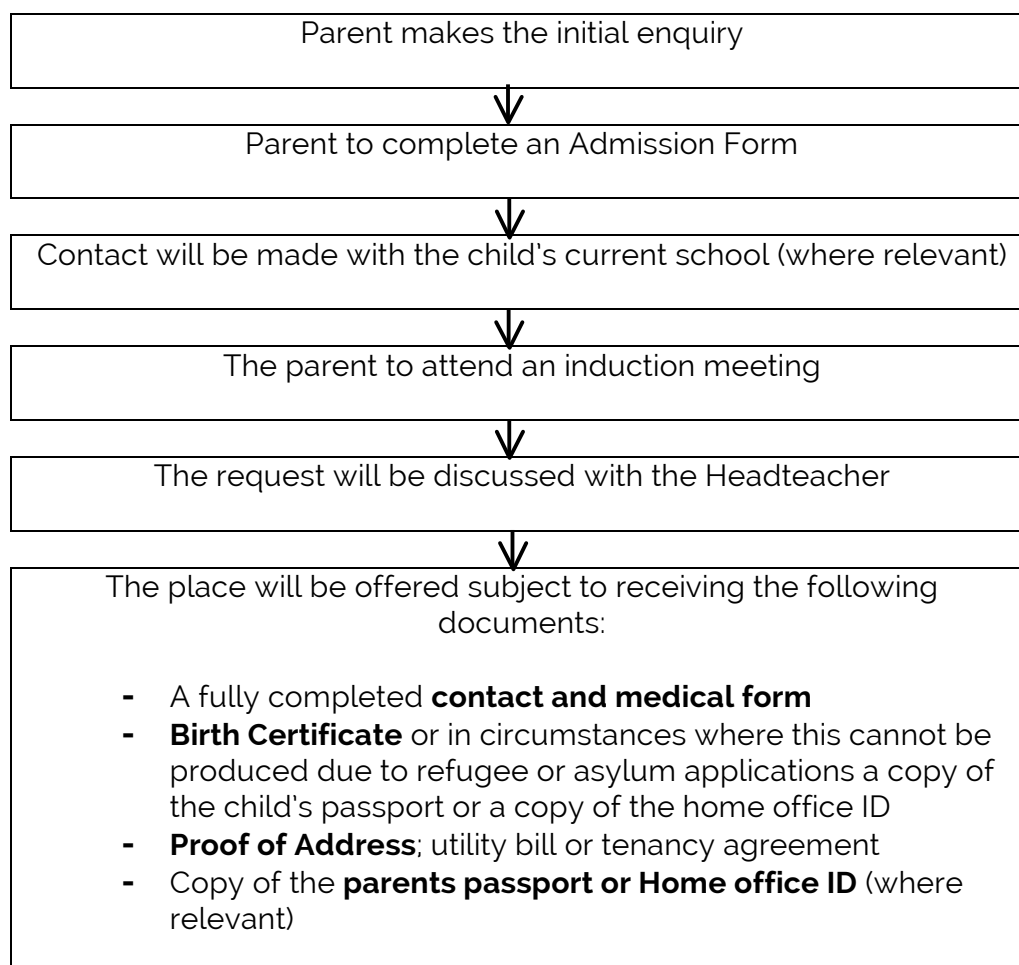 Parent makes the initial enquiry
Parent to complete an Admission Form
Contact will be made with the child's current school (where relevant)
The parent to attend an induction meeting
The request will be discussed with the Headteacher
The place will be offered subject to receiving the following
documents:
- A fully completed contact and medical form
- Birth Certificate or in circumstances where this cannot be
produced due to refugee or asylum applications a copy of
the child's passport or a copy of the home office ID
- Proof of Address; utility bill or tenancy agreement
- Copy of the parents passport or Home office ID (where
relevant)